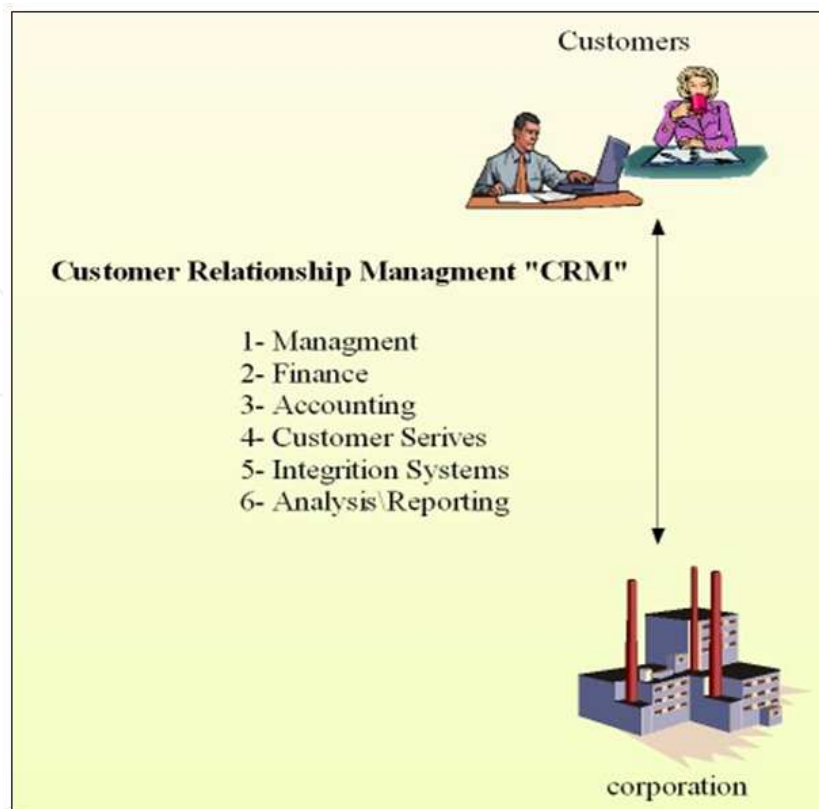 Customers
Customer Relationship Managment "CRM"
1- Managment
2- Finance
3- Accounting
4- Customer Serives
5- Integrition Systems
6- Analysis\Reporting
corporation